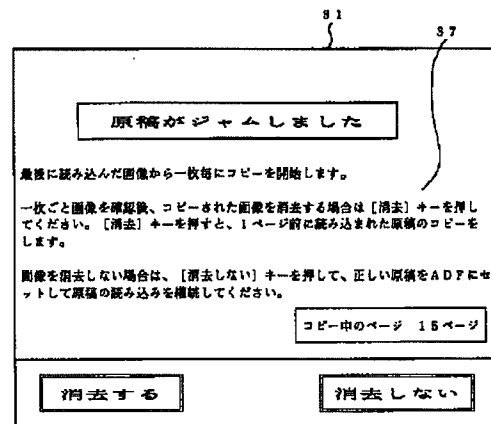 31
37
原稿がジャムしました
最後に読み込んだ画像から一枚毎にコピーを開始します。
一枚ごと画像を確認後、コピーされた画像を消去する場合は[消去]キーを押し
てください。[消去]キーを押すと、1ページ前に読み込まれた原稿のコピーを
します。
画像を消去しない場合は、[消去しない]キーを押して、正しい原稿をADFにセ
ットして原稿の読み込みを継続してください。
コピー中のページ 15ページ
消去する
消去しない